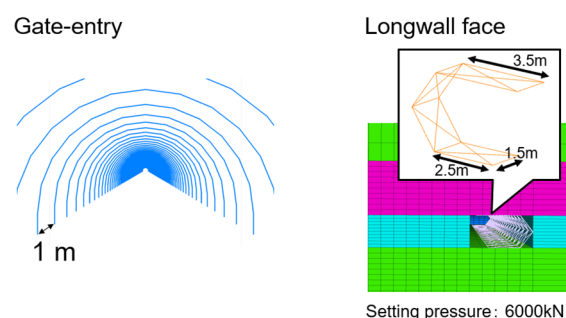 Gate-entry
Longwall face
3.5m
1.5m
2.5m
1 m
Setting pressure: 6000kN